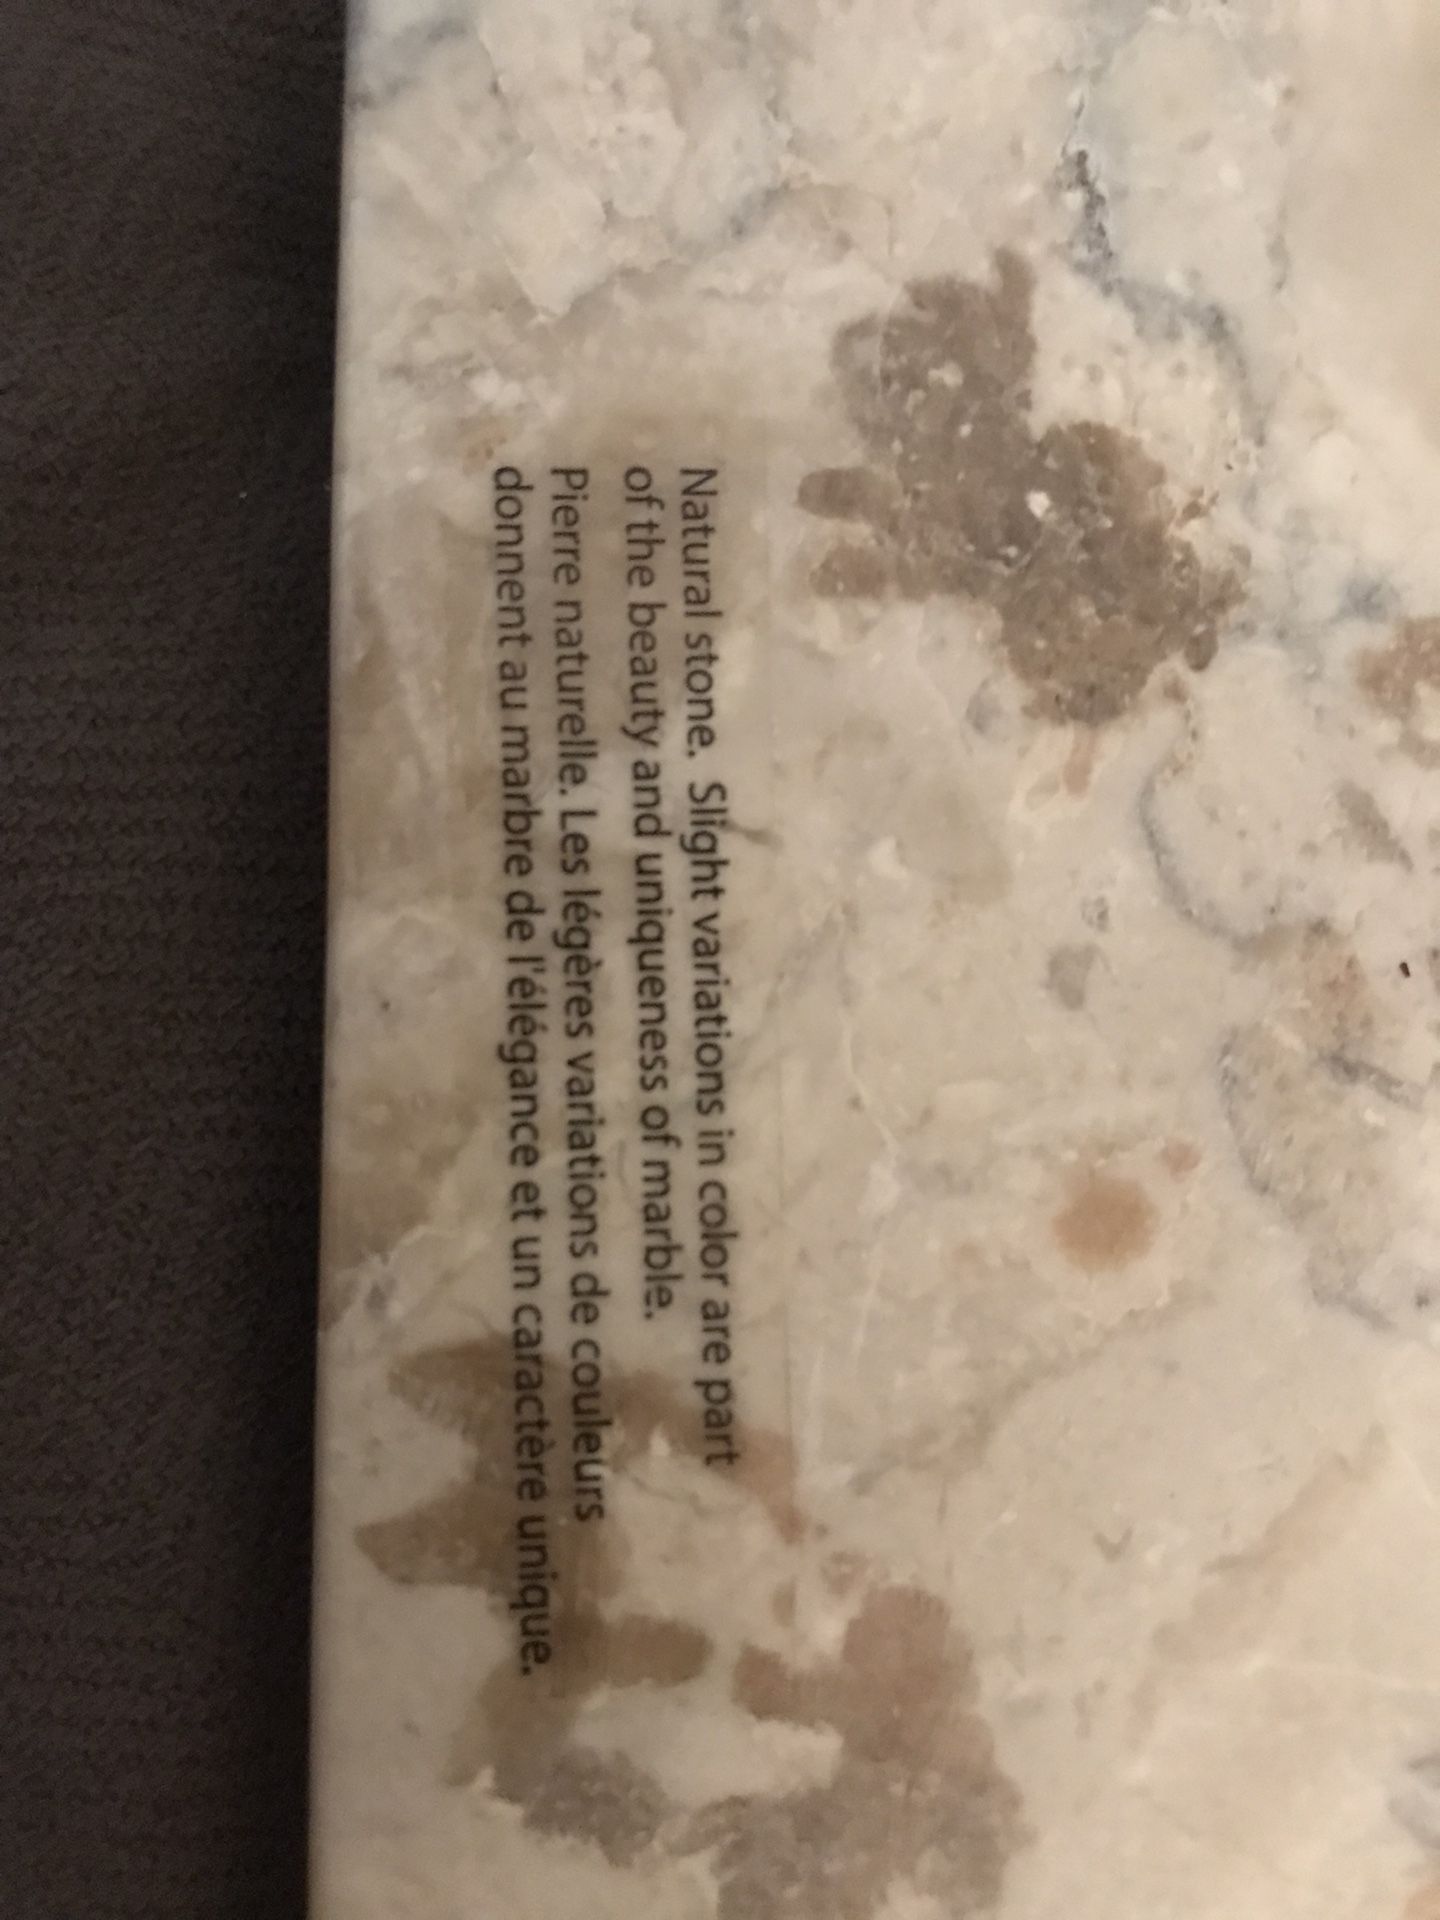 Natural stone. Slight variations in color are part
of the beauty and uniqueness of marble.
Pierre naturelle. Les légères variations de couleurs
donnent au marbre de l'élégance et un caractère unique.